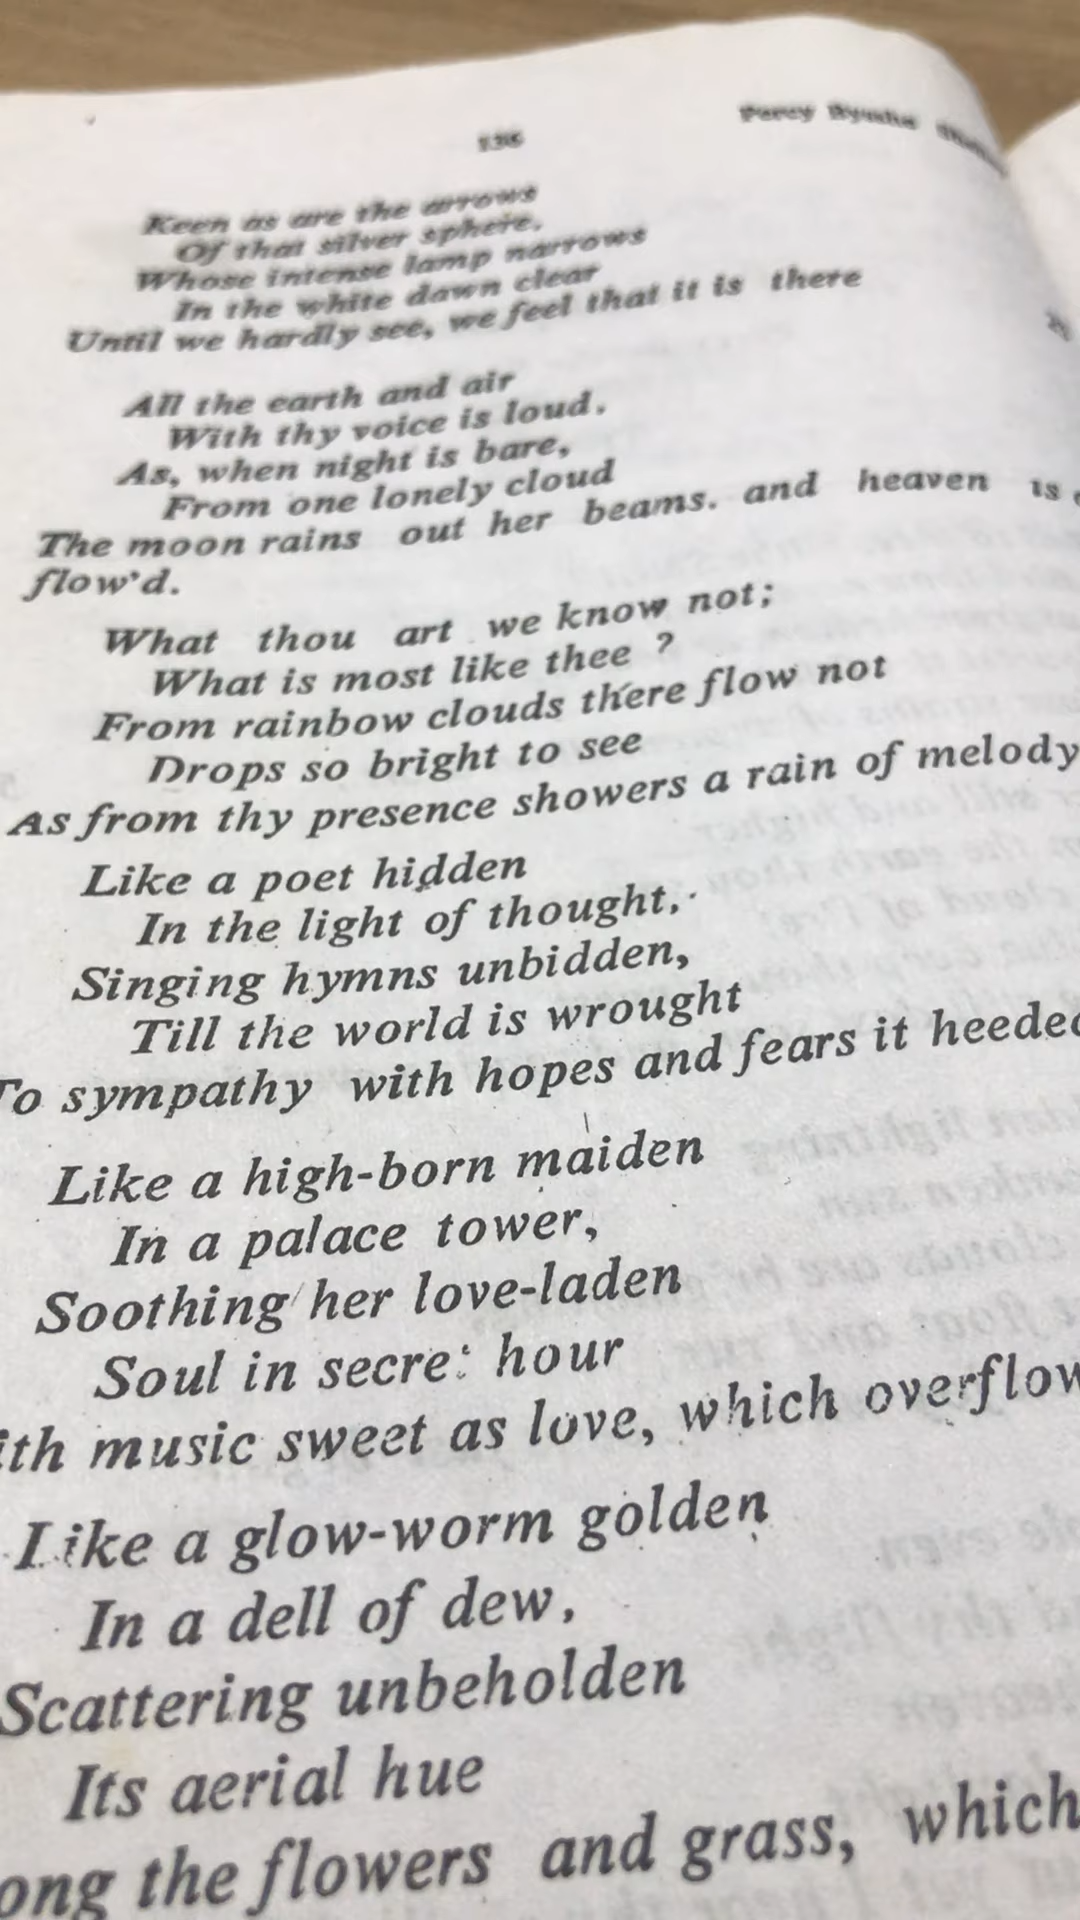 136 Percy Bysshe
Keen as are the arrows
Of that silver sphere.
Whose intense lamp narrows
In the white dawn clear
Until we hardly see, we feel that it is there
All the earth and air
With thy voice is loud.
As, when night is bare,
From one lonely cloud
The moon rains out her beams. and heaven is
flow'd.
What thou art we know not;
What is most like thee ?
From rainbow clouds there flow not
Drops so bright to see
As from thy presence showers a rain of melody
Like a poet hidden
In the light of thought,
Singing hymns unbidden,
Till the world is wrought
To sympathy with hopes and fears it heeded
Like a high-born maiden
In a palace tower,
Soothing her love-laden
Soul in secret hour
ith music sweet as love, which overflow
Like a glow-worm golden
In a dell of dew,
Scattering unbeholden
Its aerial hue
ong the flowers and grass, which